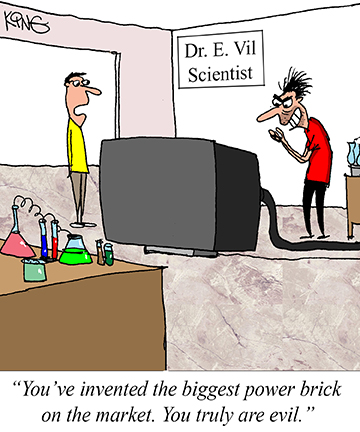 KING
Dr. E. Vil
Scientist
“You’ve invented the biggest power brick
on the market. You truly are evil.”